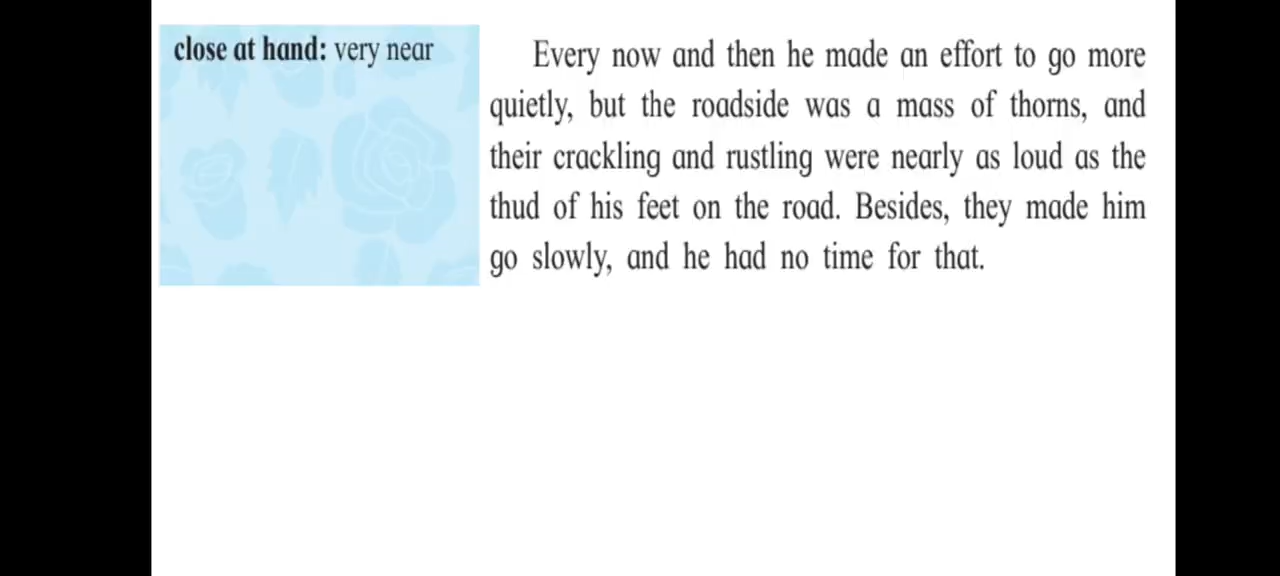 close at hand: very near
Every now and then he made an effort to go more
quietly, but the roadside was a mass of thorns, and
their crackling and rustling were nearly as loud as the
thud of his feet on the road. Besides, they made him
go slowly, and he had no time for that.